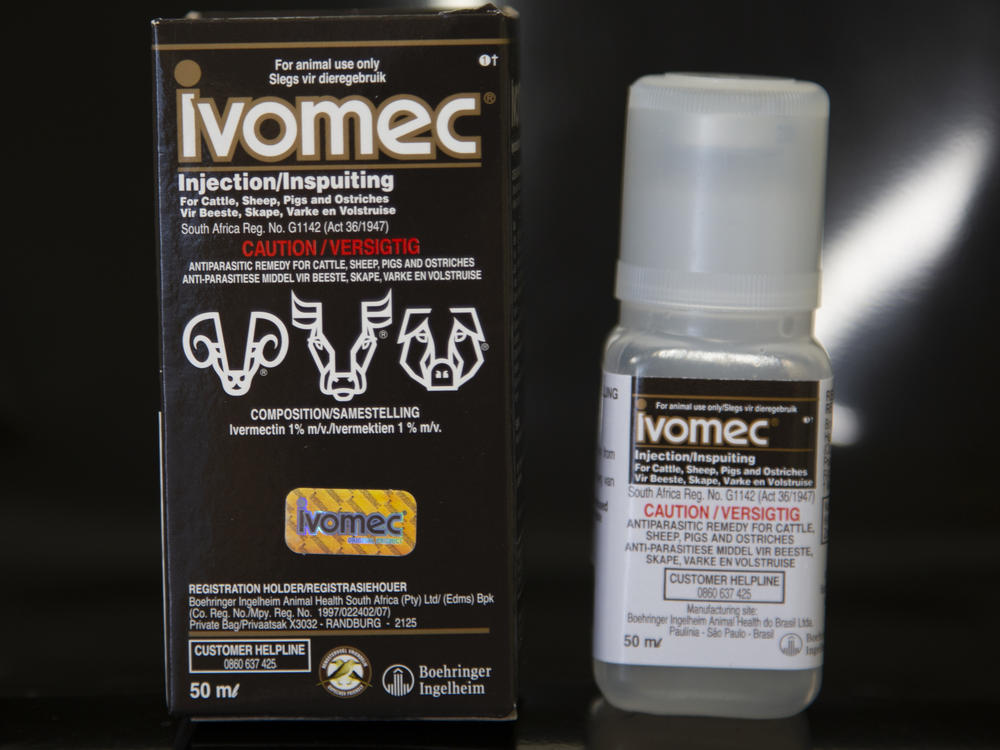 For animal use only
Slegs vir dieregebruik
ivomec®
Injection/Inspuiting
For Cattle, Sheep, Pigs and Ostriches
Vir Beeste, Skape, Varke en Volstruise
South Africa Reg. No. G1142 (Act 36/1947)
CAUTION / VERSIGTIG
ANTIPARASITIC REMEDY FOR CATTLE, SHEEP, PIGS AND OSTRICHES
ANTI-PARASITIESE MIDDEL VIR BEESTE, SKAPE, VARKE EN VOLSTRUISE
® ® ®
COMPOSITION/SAMESTELLING
Ivermectin 1% m/v./Ivermektien 1 % m/v.
ivomec
REGISTRATION HOLDER/REGISTRASIEHOUER
Boehringer Ingelheim Animal Health South Africa (Pty) Ltd/ (Edms) Bpk
(Co. Reg. No./Mpy. Reg. No. 1997/022402/07)
Private Bag/Privaatsak X3032 - RANDBURG - 2125
CUSTOMER HELPLINE
0860 637 425
50 ml
Boehringer
Ingelheim
For animal use only/Slegs vir dieregebruik
ivomec
Injection/Inspuiting
For Cattle, Sheep, Pigs and Ostriches
Vir Beeste, Skape, Varke en Volstruise
South Africa Reg. No. G1142 (Act 36/1947)
CAUTION / VERSIGTIG
ANTIPARASITIC REMEDY FOR CATTLE,
SHEEP, PIGS AND OSTRICHES
ANTI-PARASITIESE MIDDEL VIR BEESTE,
SKAPE, VARKE EN VOLSTRUISE
CUSTOMER HELPLINE
0860 637 425
Manufacturing site:
Boehringer Ingelheim Animal Health do Brasil Ltda.
Paulínia - São Paulo - Brasil
50 ml